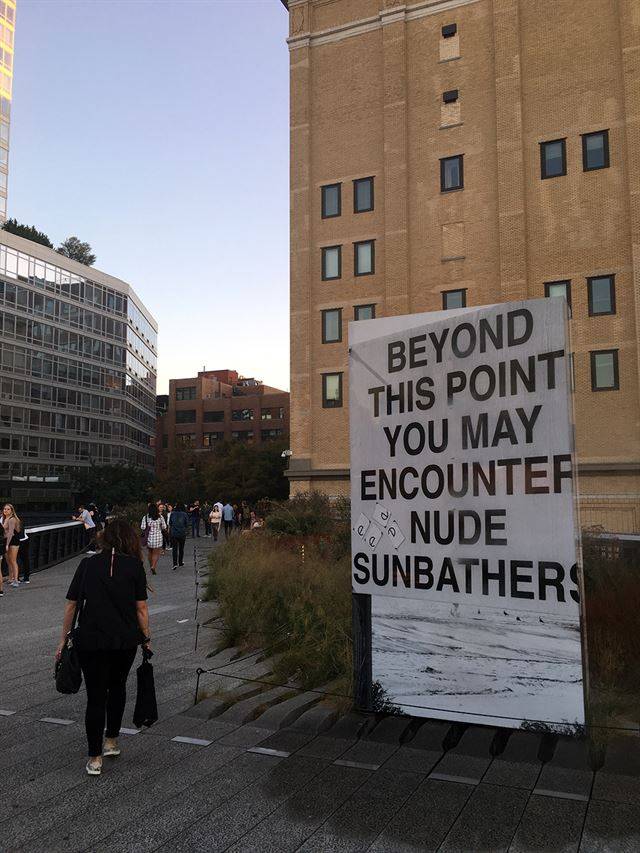 BEYOND
THIS POINT
YOU MAY
ENCOUNTER
NUDE
SUNBATHERS